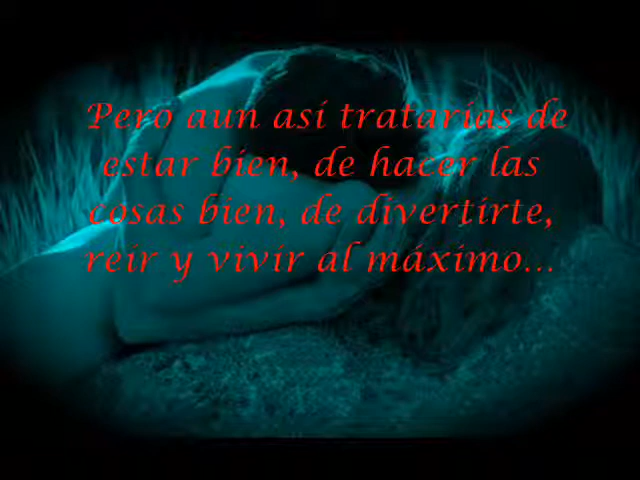 Pero aun así tratarías de
estar bien, de hacer las
cosas bien, de divertirte,
reír y vivir al máximo...